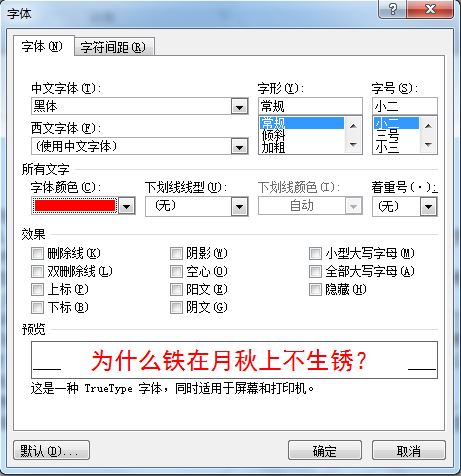 字体
字体(N)
字符间距(R)
中文字体(T):
字形(Y):
字号(S):
黑体
常规
小二
西文字体(F):
常规
倾斜
加粗
小二
三号
小三
(使用中文字体)
所有文字
字体颜色(C):
下划线线型(U):
下划线颜色(I):
着重号(·):
(无)
自动
(无)
效果
删除线(K)
阴影(W)
小型大写字母(M)
双删除线(L)
空心(O)
全部大写字母(A)
上标(P)
阳文(E)
隐藏(H)
下标(B)
阴文(G)
预览
为什么铁在月秋上不生锈?
这是一种 TrueType 字体，同时适用于屏幕和打印机。
默认(D)...
确定
取消